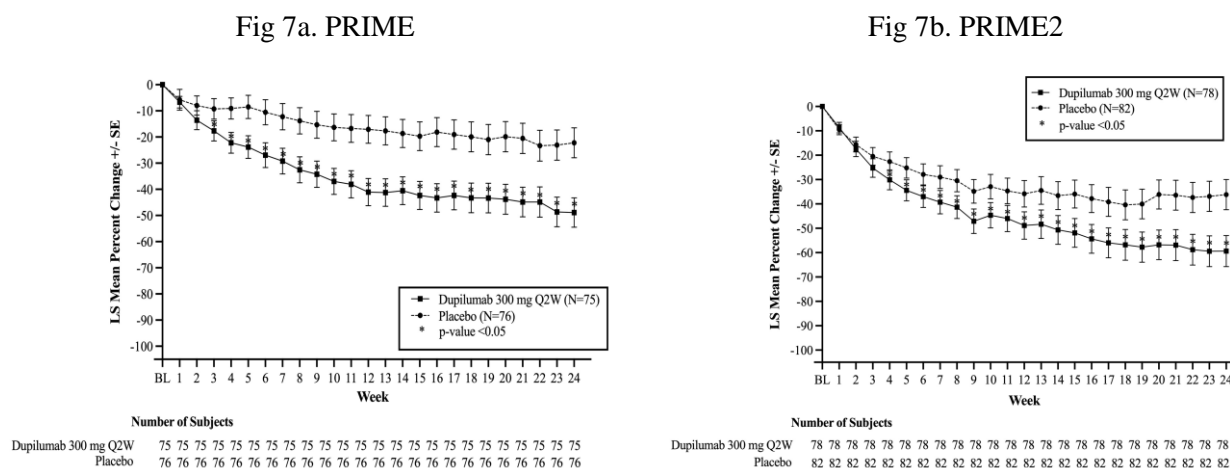 Fig 7a. PRIME
0
-10
-20
-30
-40
-50
-60
-70
-80
-90
-100
LS Mean Percent Change +/- SE
Dupilumab 300 mg Q2W (N=75)
Placebo (N=76)
* p-value <0.05
BL 1 2 3 4 5 6 7 8 9 10 11 12 13 14 15 16 17 18 19 20 21 22 23 24
Week
Number of Subjects
Dupilumab 300 mg Q2W 75 75 75 75 75 75 75 75 75 75 75 75 75 75 75 75 75 75 75 75 75 75 75 75 75
Placebo 76 76 76 76 76 76 76 76 76 76 76 76 76 76 76 76 76 76 76 76 76 76 76 76 76
Fig 7b. PRIME2
0
-10
-20
-30
-40
-50
-60
-70
-80
-90
-100
LS Mean Percent Change +/- SE
Dupilumab 300 mg Q2W (N=78)
Placebo (N=82)
* p-value <0.05
BL 1 2 3 4 5 6 7 8 9 10 11 12 13 14 15 16 17 18 19 20 21 22 23 24
Week
Number of Subjects
Dupilumab 300 mg Q2W 78 78 78 78 78 78 78 78 78 78 78 78 78 78 78 78 78 78 78 78 78 78 78 78 78
Placebo 82 82 82 82 82 82 82 82 82 82 82 82 82 82 82 82 82 82 82 82 82 82 82 82 82